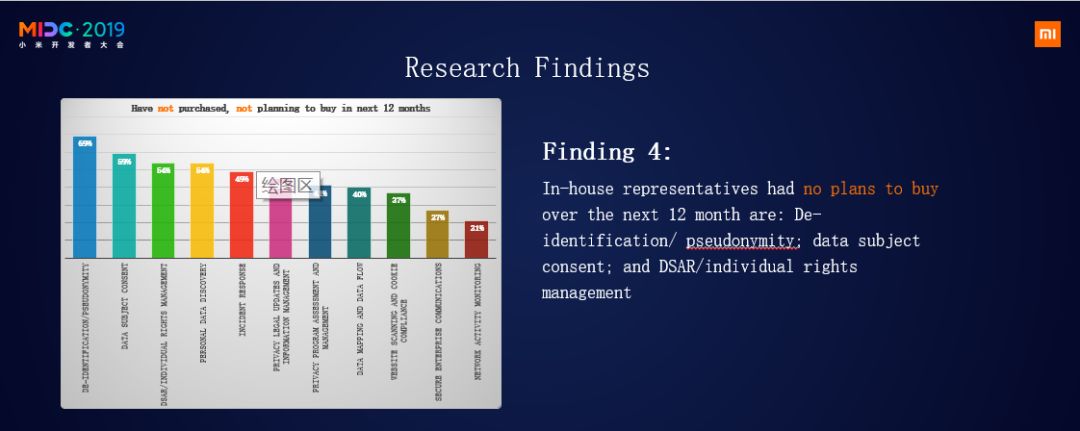 MIDC·2019
小米开发者大会
Research Findings
Have not purchased, not planning to buy in next 12 months
69%
59%
54%
54%
49%
绘图区
40%
37%
27%
21%
DE-IDENTIFICATION/PSEUDONYMITY
DATA SUBJECT CONSENT
DSAR/INDIVIDUAL RIGHTS MANAGEMENT
PERSONAL DATA DISCOVERY
INCIDENT RESPONSE
PRIVACY LEGAL UPDATES AND
INFORMATION MANAGEMENT
PRIVACY PROGRAM ASSESSMENT AND
MANAGEMENT
DATA MAPPING AND DATA FLOW
WEBSITE SCANNING AND COOKIE
COMPLIANCE
SECURE ENTERPRISE COMMUNICATIONS
NETWORK ACTIVITY MONITORING
Finding 4:
In-house representatives had no plans to buy
over the next 12 month are: De-
identification/ pseudonymity; data subject
consent; and DSAR/individual rights
management